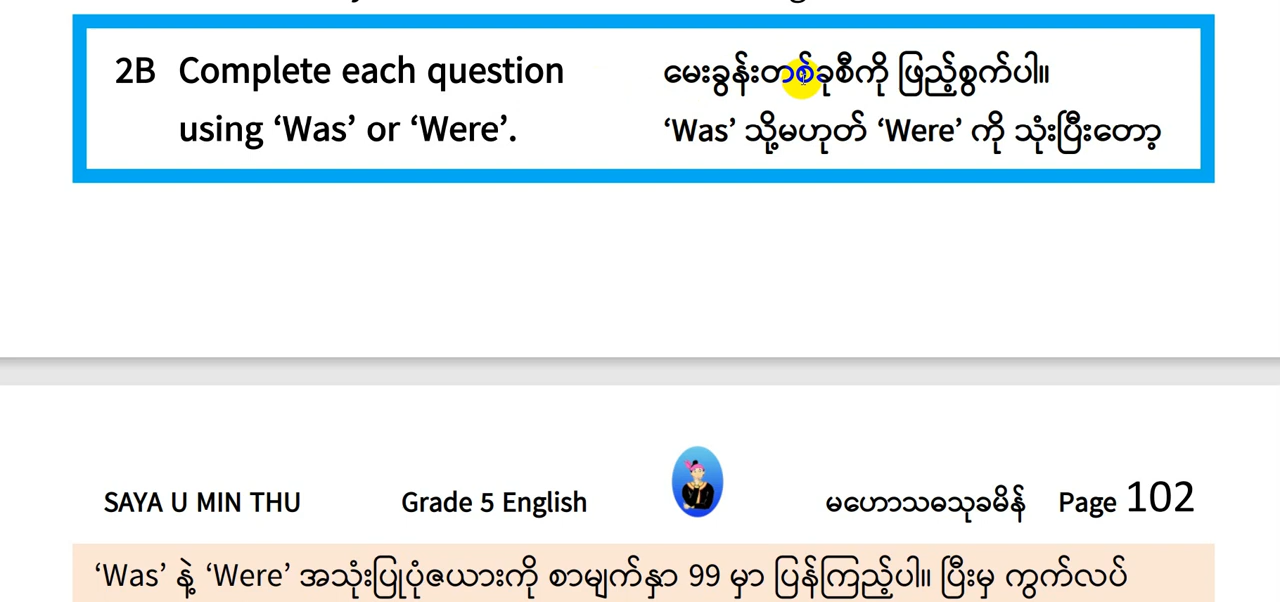 2B Complete each question
using ‘Was’ or ‘Were’.
မေးခွန်းတစ်ခုစီကို ဖြည့်စွက်ပါ။
‘Was’ သို့မဟုတ် ‘Were’ ကို သုံးပြီးတော့
SAYA U MIN THU Grade 5 English မဟောသဓသုခမိန် Page 102
‘Was’ နဲ့ ‘Were’ အသုံးပြုပုံဇယားကို စာမျက်နှာ 99 မှာ ပြန်ကြည့်ပါ။ ပြီးမှ ကွက်လပ်